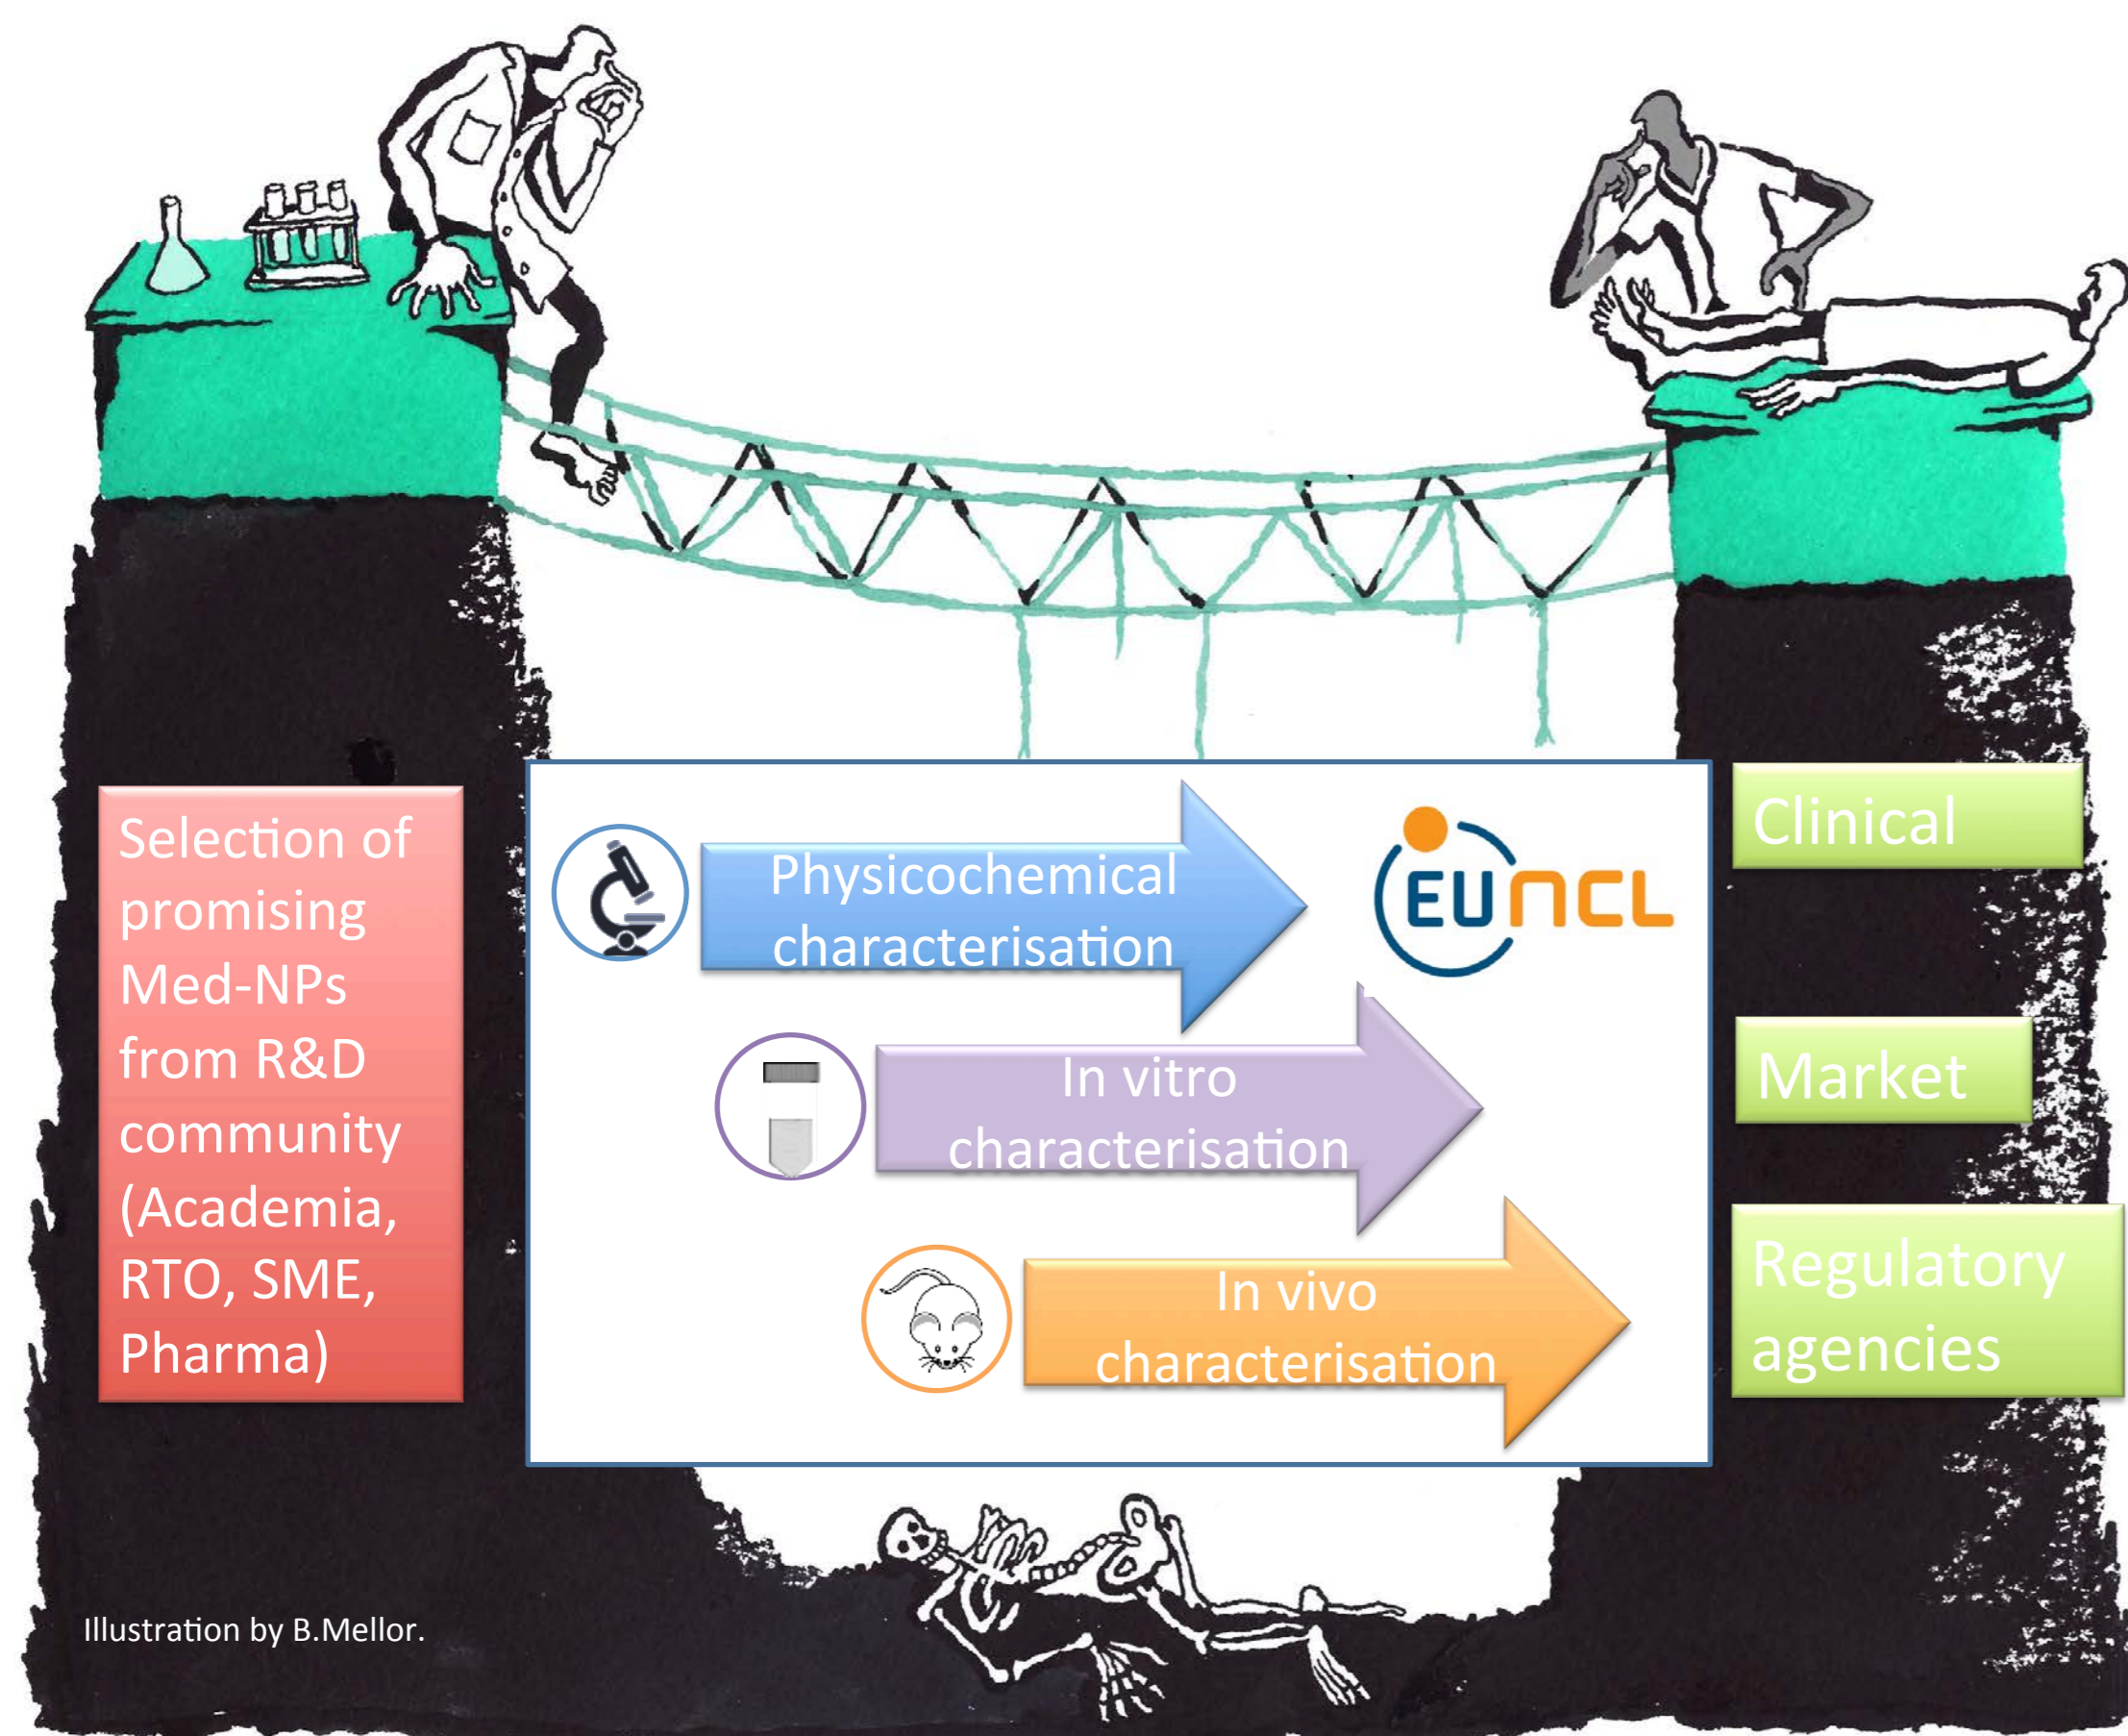 Selection of
promising
Med-NPs
from R&D
community
(Academia,
RTO, SME,
Pharma)
Physicochemical
characterisation
EUNCL
In vitro
characterisation
In vivo
characterisation
Clinical
Market
Regulatory
agencies
Illustration by B.Mellor.